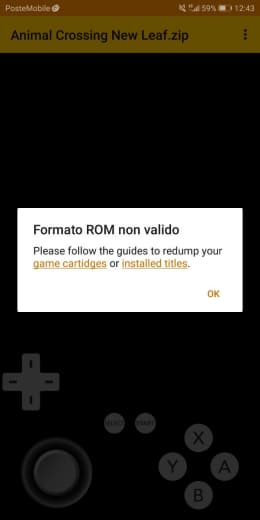 PosteMobile 59% 12:43
Animal Crossing New Leaf.zip
Formato ROM non valido
Please follow the guides to redump your
game cartidges or installed titles.
OK
SELECT START
X
Y A
B